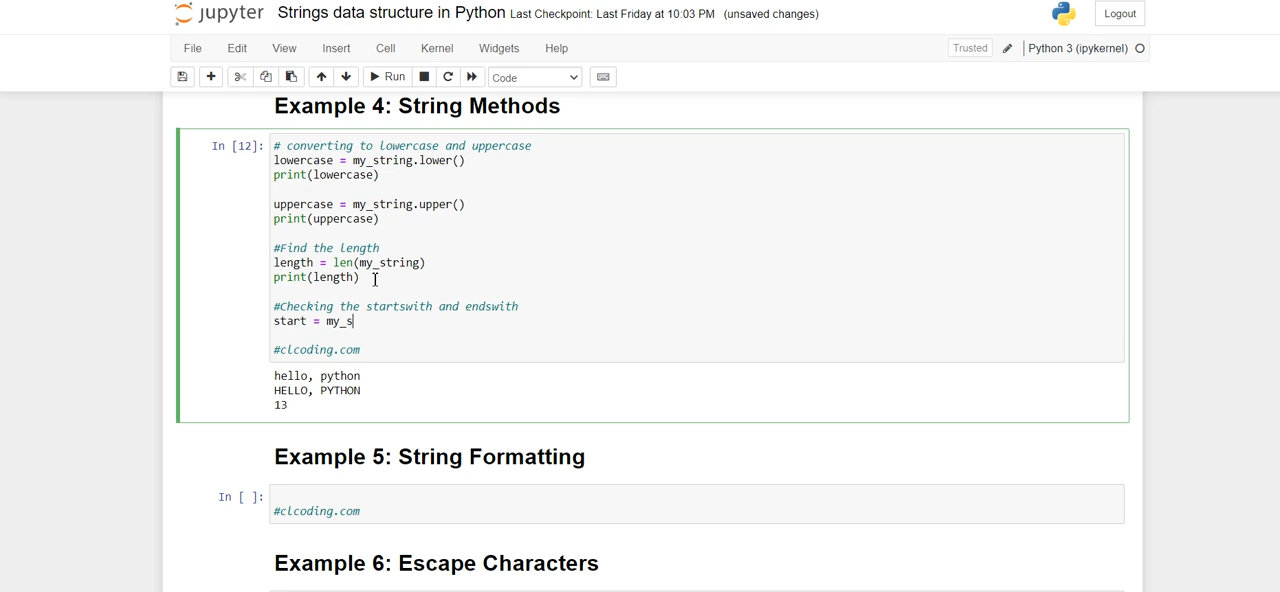 jupyter Strings data structure in Python Last Checkpoint: Last Friday at 10:03 PM (unsaved changes) Logout
File Edit View Insert Cell Kernel Widgets Help Trusted Python 3 (ipykernel)
Run Code
Example 4: String Methods
In [12]: # converting to lowercase and uppercase
lowercase = my_string.lower()
print(lowercase)
uppercase = my_string.upper()
print(uppercase)
#Find the length
length = len(my_string)
print(length)
#Checking the startswith and endswith
start = my_s
#clcoding.com
hello, python
HELLO, PYTHON
13
Example 5: String Formatting
In [ ]:
#clcoding.com
Example 6: Escape Characters